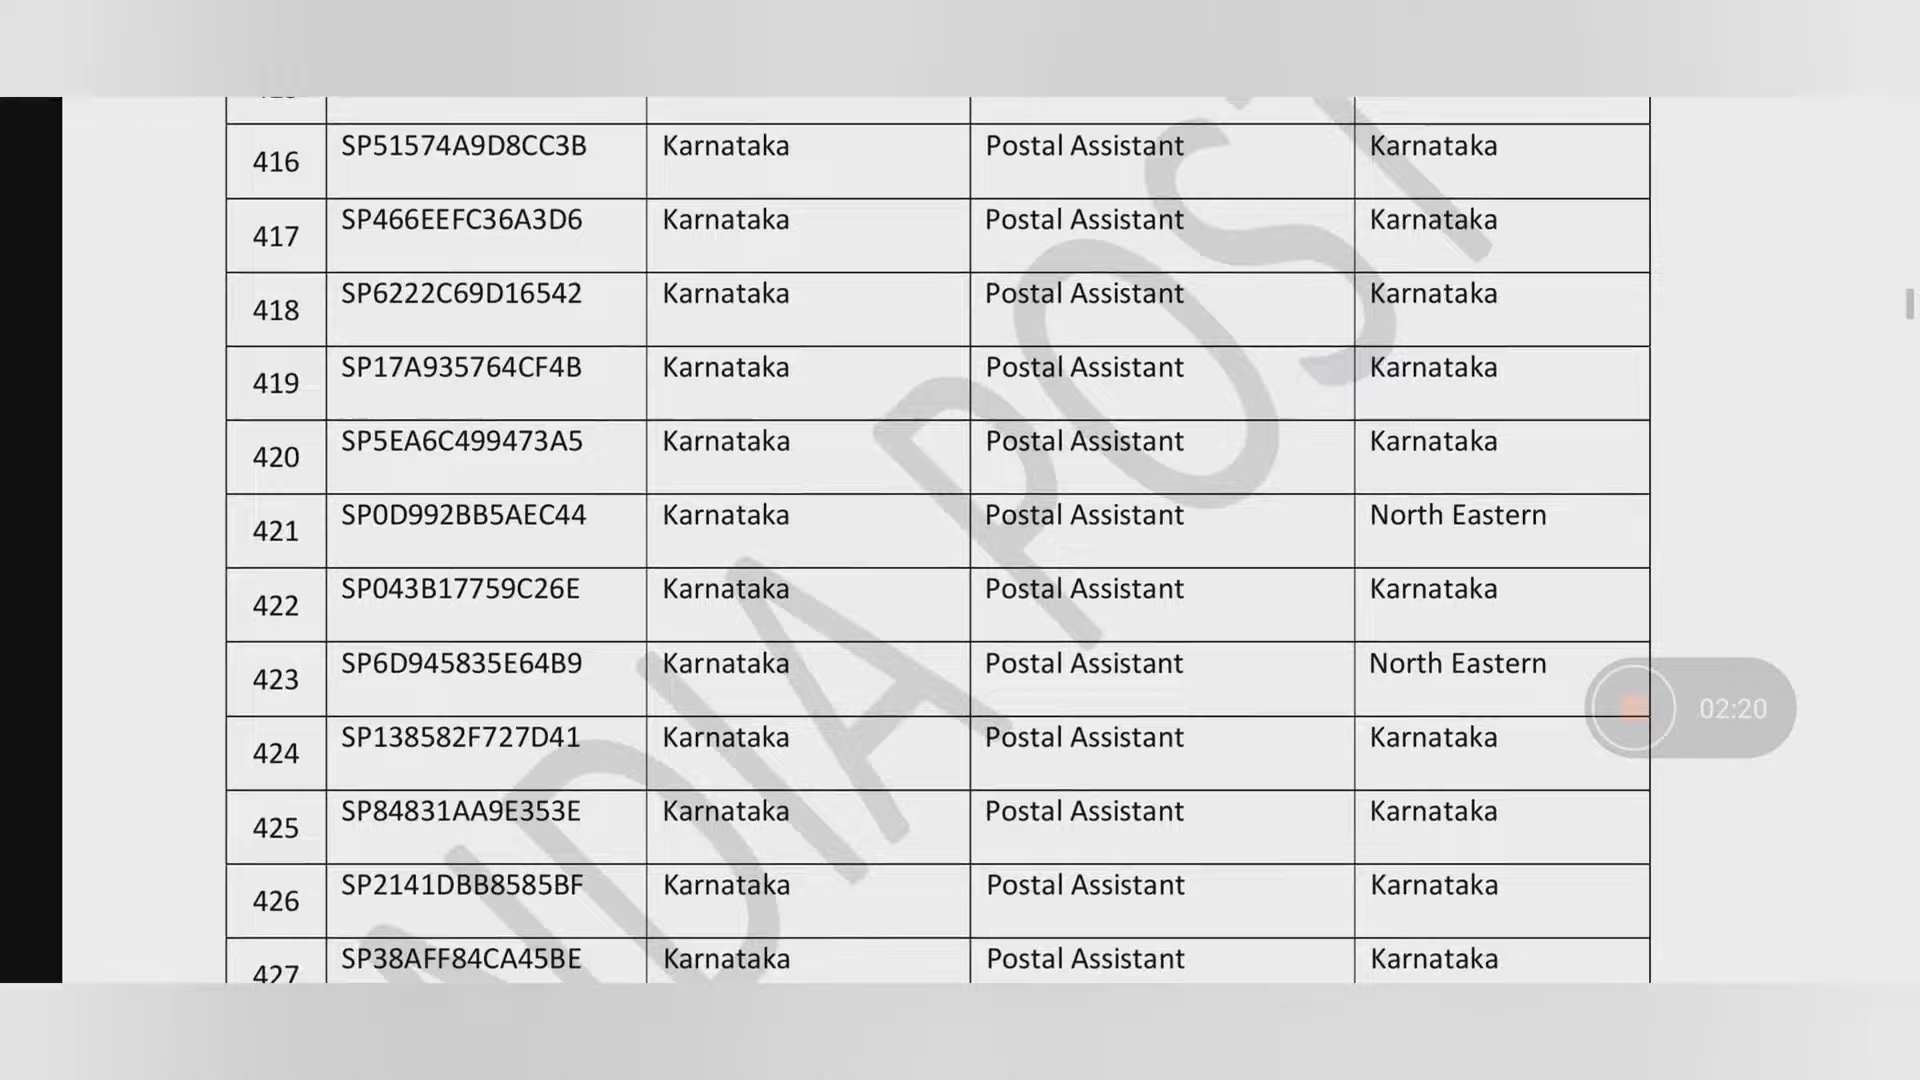 416 SP51574A9D8CC3B Karnataka Postal Assistant Karnataka
417 SP466EEFC36A3D6 Karnataka Postal Assistant Karnataka
418 SP6222C69D16542 Karnataka Postal Assistant Karnataka
419 SP17A935764CF4B Karnataka Postal Assistant Karnataka
420 SP5EA6C499473A5 Karnataka Postal Assistant Karnataka
421 SP0D992BB5AEC44 Karnataka Postal Assistant North Eastern
422 SP043B17759C26E Karnataka Postal Assistant Karnataka
423 SP6D945835E64B9 Karnataka Postal Assistant North Eastern
02:20
424 SP138582F727D41 Karnataka Postal Assistant Karnataka
425 SP84831AA9E353E Karnataka Postal Assistant Karnataka
426 SP2141DBB8585BF Karnataka Postal Assistant Karnataka
427 SP38AFF84CA45BE Karnataka Postal Assistant Karnataka
NDIA POST